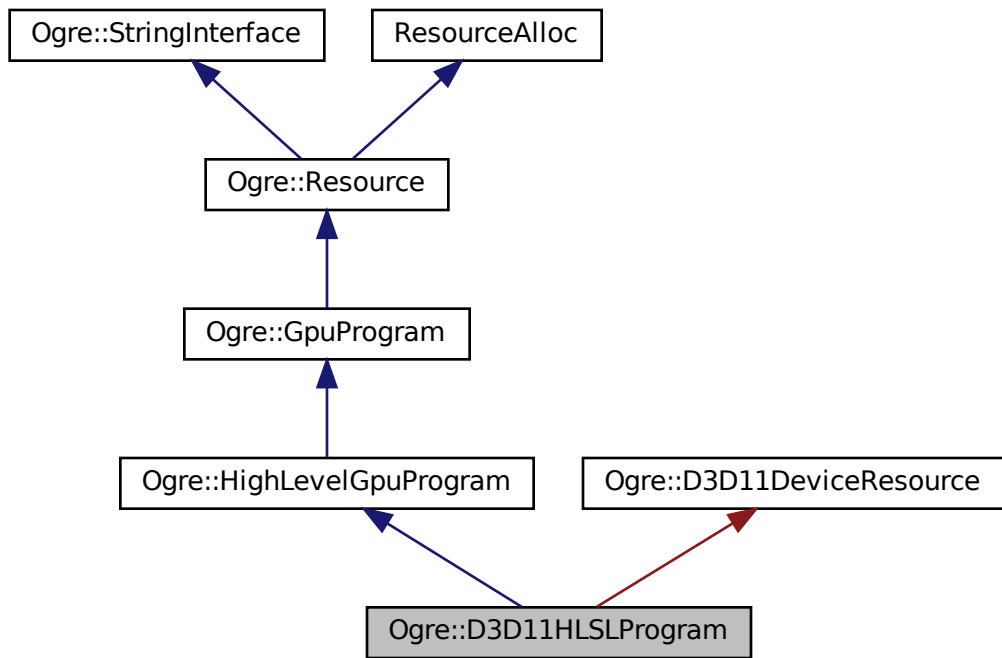 Ogre::StringInterface
ResourceAlloc
Ogre::Resource
Ogre::GpuProgram
Ogre::HighLevelGpuProgram
Ogre::D3D11DeviceResource
Ogre::D3D11HLSLProgram